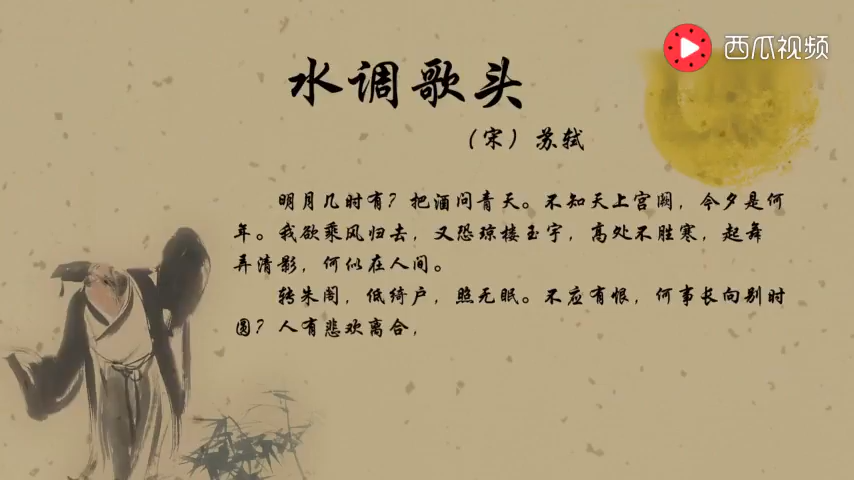 西瓜视频
水调歌头
（宋）苏轼
明月几时有？把酒问青天。不知天上宫阙，今夕是何
年。我欲乘风归去，又恐琼楼玉宇，高处不胜寒，起舞
弄清影，何似在人间。
转朱阁，低绮户，照无眠。不应有恨，何事长向别时
圆？人有悲欢离合，